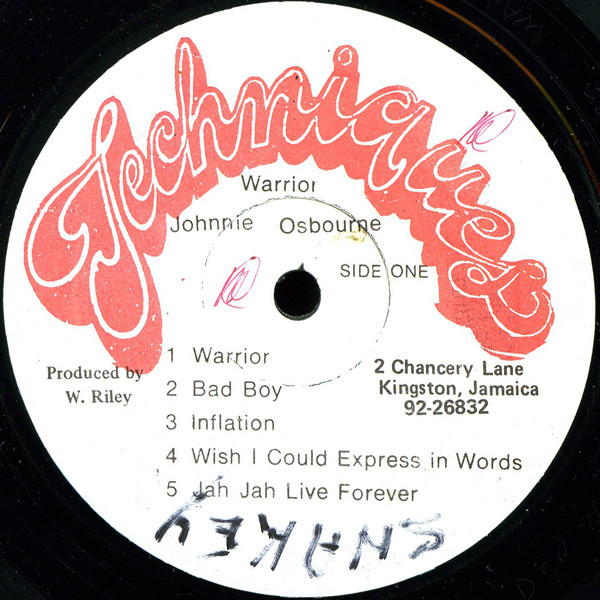 Techniques
Warrior
Johnnie Osbourne
SIDE ONE
1 Warrior
2 Bad Boy
3 Inflation
4 Wish I Could Express in Words
5 Jah Jah Live Forever
Produced by
W. Riley
2 Chancery Lane
Kingston, Jamaica
92-26832
SNAKEY